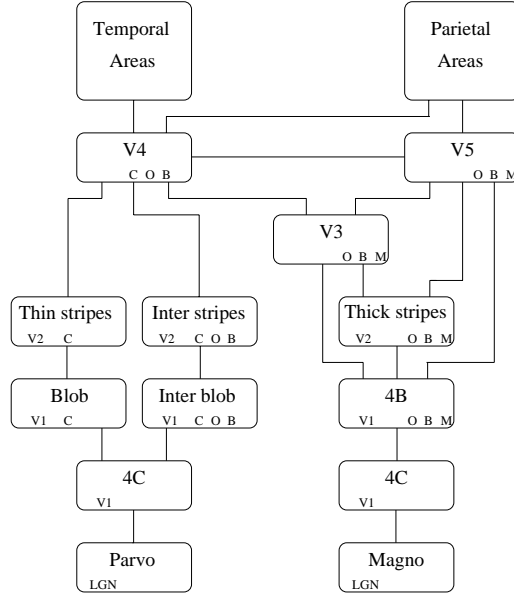 Temporal
Areas
Parietal
Areas
V4
C O B
V5
O B M
V3
O B M
Thin stripes
V2 C
Inter stripes
V2 C O B
Thick stripes
V2 O B M
Blob
V1 C
Inter blob
V1 C O B
4B
V1 O B M
4C
V1
4C
V1
Parvo
LGN
Magno
LGN